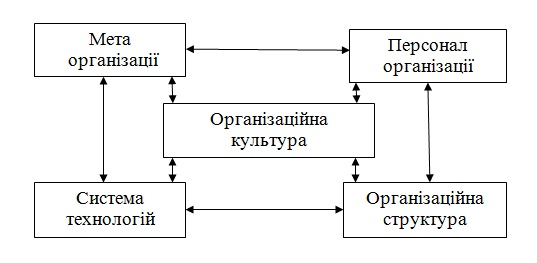 Мета
організації
Персонал
організації
Організаційна
культура
Система
технологій
Організаційна
структура